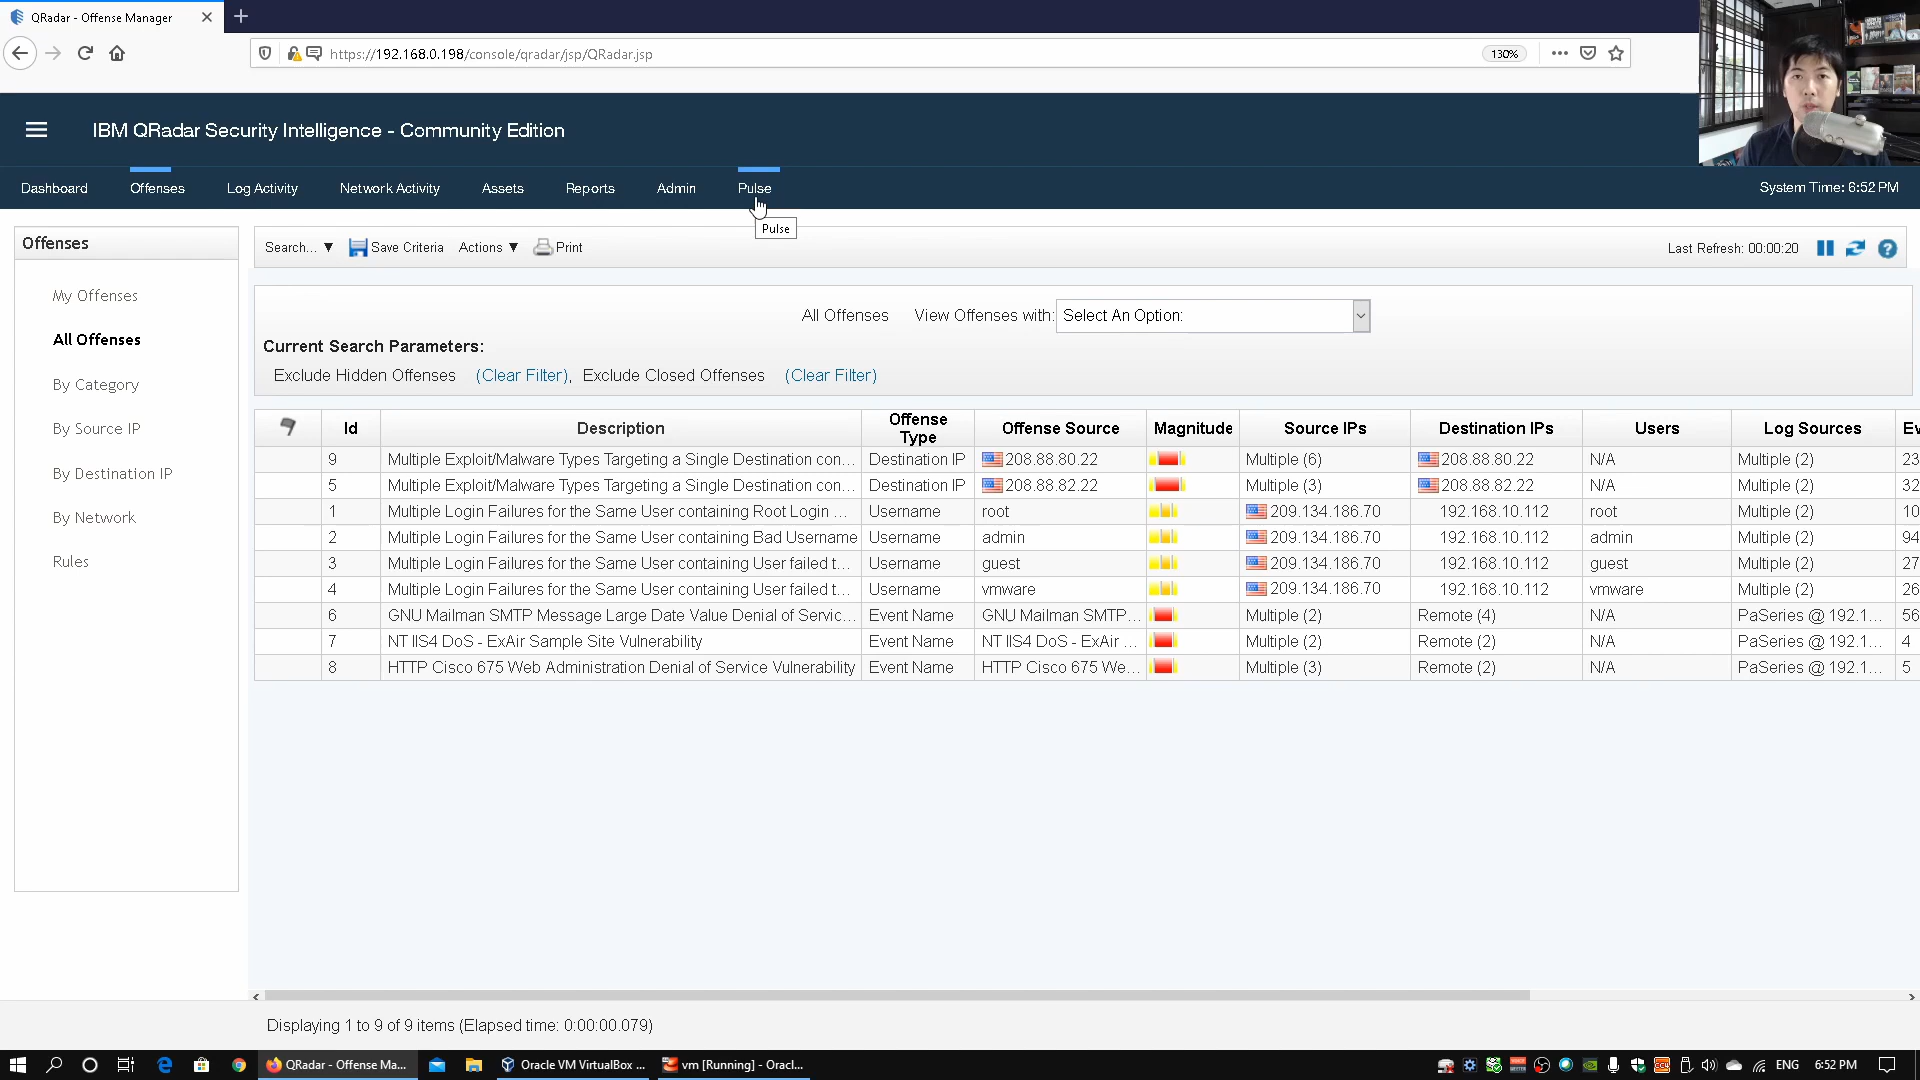 QRadar - Offense Manager
https://192.168.0.198/console/qradar/jsp/QRadar.jsp
130%
IBM QRadar Security Intelligence - Community Edition
Dashboard Offenses Log Activity Network Activity Assets Reports Admin Pulse System Time: 6:52 PM
Pulse
Offenses
Search... ▼ Save Criteria Actions ▼ Print Last Refresh: 00:00:20
My Offenses
All Offenses
By Category
By Source IP
By Destination IP
By Network
Rules
All Offenses View Offenses with: Select An Option:
Current Search Parameters:
Exclude Hidden Offenses (Clear Filter), Exclude Closed Offenses (Clear Filter)
Id Description Offense Type Offense Source Magnitude Source IPs Destination IPs Users Log Sources Ev
9 Multiple Exploit/Malware Types Targeting a Single Destination con... Destination IP 208.88.80.22 Multiple (6) 208.88.80.22 N/A Multiple (2) 23
5 Multiple Exploit/Malware Types Targeting a Single Destination con... Destination IP 208.88.82.22 Multiple (3) 208.88.82.22 N/A Multiple (2) 32
1 Multiple Login Failures for the Same User containing Root Login ... Username root 209.134.186.70 192.168.10.112 root Multiple (2) 10
2 Multiple Login Failures for the Same User containing Bad Username Username admin 209.134.186.70 192.168.10.112 admin Multiple (2) 94
3 Multiple Login Failures for the Same User containing User failed t... Username guest 209.134.186.70 192.168.10.112 guest Multiple (2) 27
4 Multiple Login Failures for the Same User containing User failed t... Username vmware 209.134.186.70 192.168.10.112 vmware Multiple (2) 26
6 GNU Mailman SMTP Message Large Date Value Denial of Servic... Event Name GNU Mailman SMTP... Multiple (2) Remote (4) N/A PaSeries @ 192.1... 56
7 NT IIS4 DoS - ExAir Sample Site Vulnerability Event Name NT IIS4 DoS - ExAir ... Multiple (2) Remote (2) N/A PaSeries @ 192.1... 4
8 HTTP Cisco 675 Web Administration Denial of Service Vulnerability Event Name HTTP Cisco 675 We... Multiple (3) Remote (2) N/A PaSeries @ 192.1... 5
Displaying 1 to 9 of 9 items (Elapsed time: 0:00:00.079)
QRadar - Offense Ma... Oracle VM VirtualBox ... vm [Running] - Oracl... ENG 6:52 PM